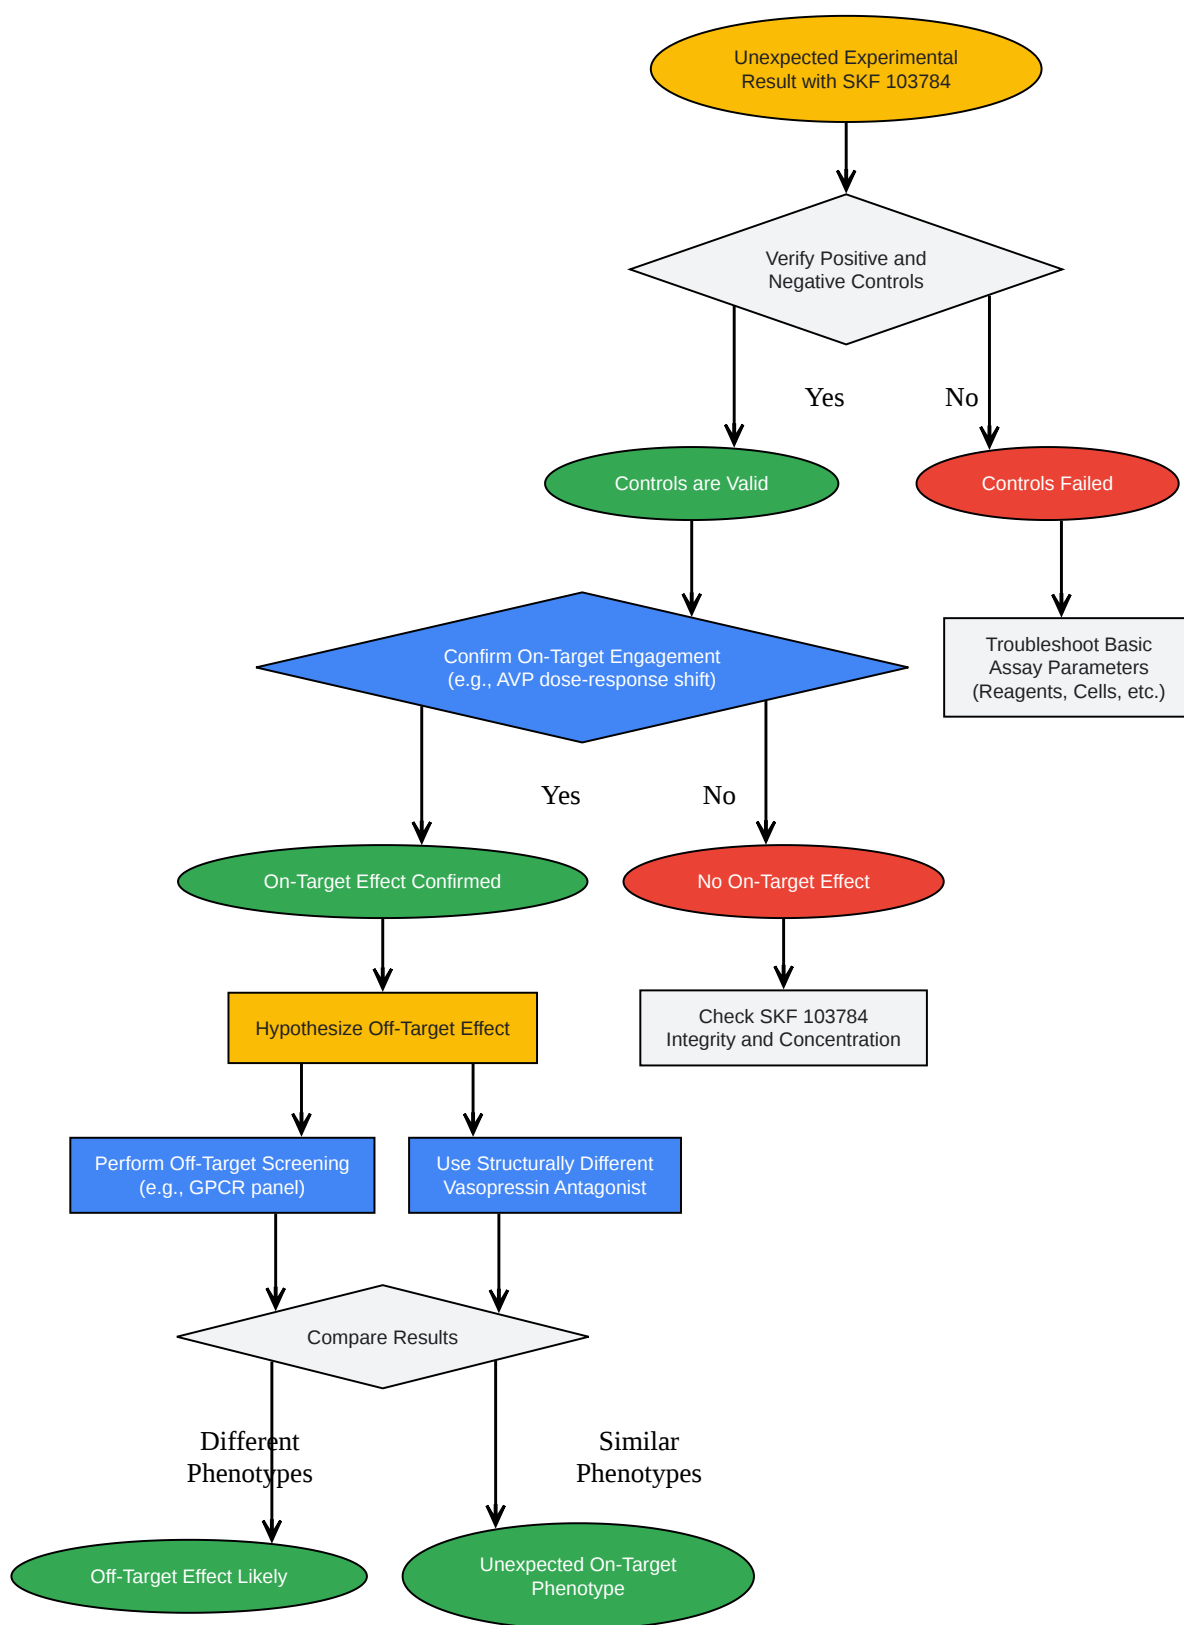 Unexpected Experimental
Result with SKF 103784
Verify Positive and
Negative Controls
Yes
No
Controls are Valid
Controls Failed
Confirm On-Target Engagement
(e.g., AVP dose-response shift)
Troubleshoot Basic
Assay Parameters
(Reagents, Cells, etc.)
Yes
No
On-Target Effect Confirmed
No On-Target Effect
Hypothesize Off-Target Effect
Check SKF 103784
Integrity and Concentration
Perform Off-Target Screening
(e.g., GPCR panel)
Use Structurally Different
Vasopressin Antagonist
Compare Results
Different
Phenotypes
Similar
Phenotypes
Off-Target Effect Likely
Unexpected On-Target
Phenotype